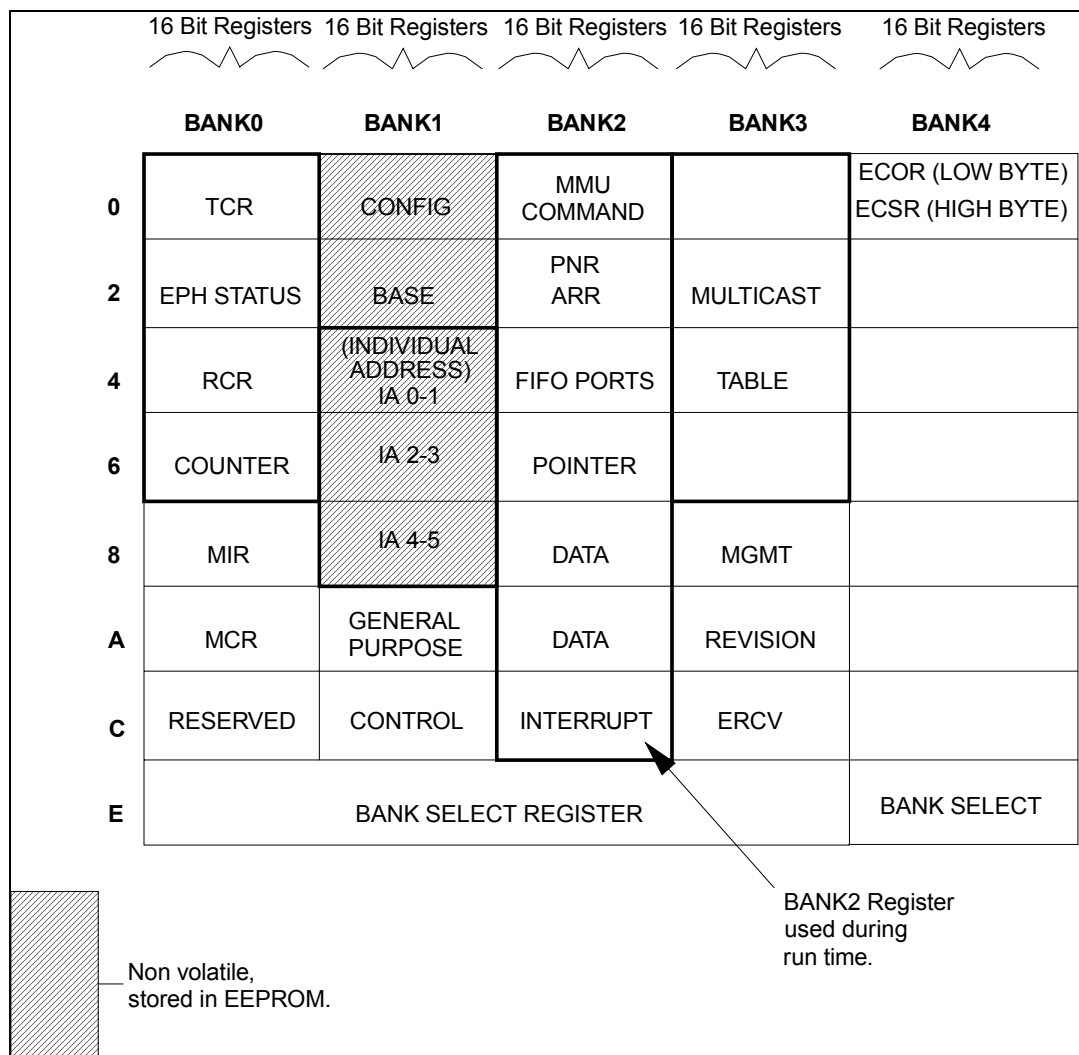 16 Bit Registers 16 Bit Registers 16 Bit Registers 16 Bit Registers 16 Bit Registers
BANK0 BANK1 BANK2 BANK3 BANK4
0 TCR CONFIG MMU COMMAND ECOR (LOW BYTE) ECSR (HIGH BYTE)
2 EPH STATUS BASE PNR ARR MULTICAST
4 RCR (INDIVIDUAL ADDRESS) IA 0-1 FIFO PORTS TABLE
6 COUNTER IA 2-3 POINTER
8 MIR IA 4-5 DATA MGMT
A MCR GENERAL PURPOSE DATA REVISION
C RESERVED CONTROL INTERRUPT ERCV
E BANK SELECT REGISTER BANK SELECT
BANK2 Register
used during
run time.
Non volatile,
stored in EEPROM.